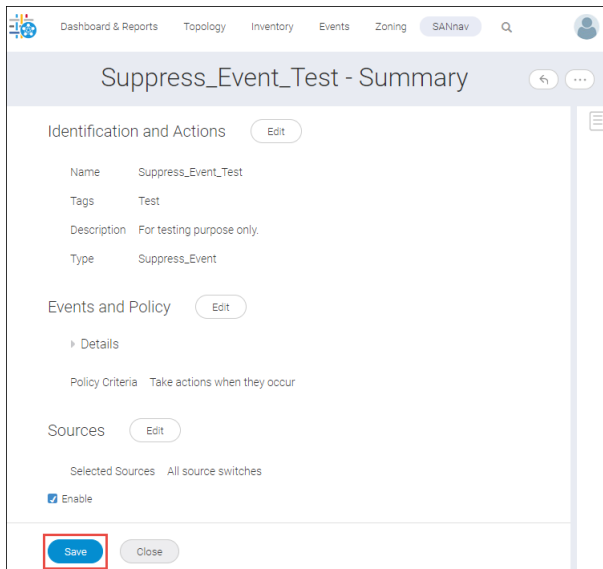 Dashboard & Reports Topology Inventory Events Zoning SANnav
Suppress_Event_Test - Summary
Identification and Actions Edit
Name Suppress_Event_Test
Tags Test
Description For testing purpose only.
Type Suppress_Event
Events and Policy Edit
Details
Policy Criteria Take actions when they occur
Sources Edit
Selected Sources All source switches
Enable
Save Close